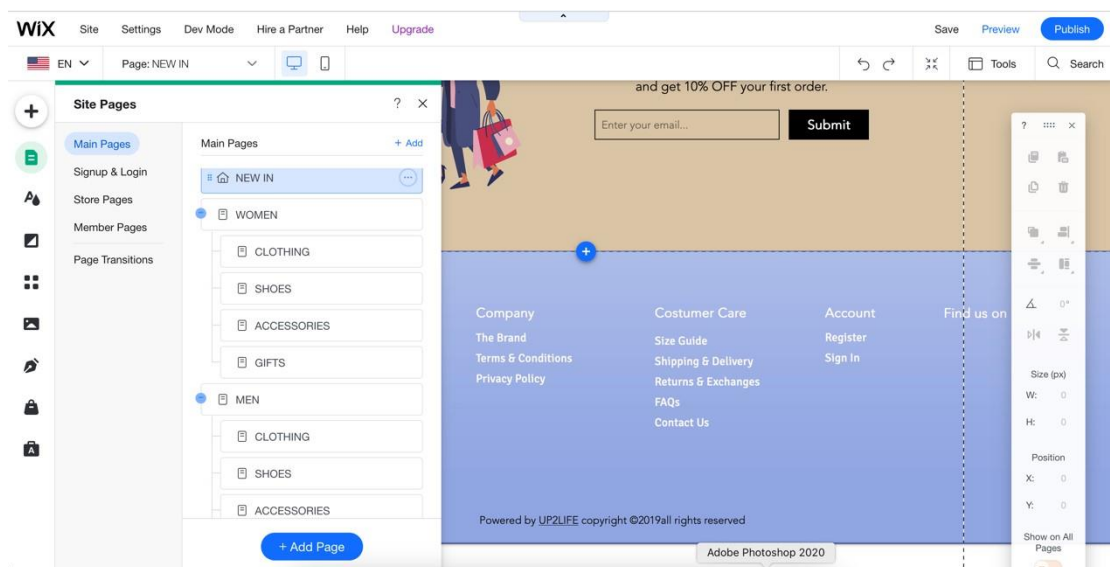 WiX Site Settings Dev Mode Hire a Partner Help Upgrade Save Preview Publish
EN Page: NEW IN Tools Search
Site Pages ? ×
Main Pages
Signup & Login
Store Pages
Member Pages
Page Transitions
Main Pages + Add
NEW IN
WOMEN
CLOTHING
SHOES
ACCESSORIES
GIFTS
MEN
CLOTHING
SHOES
ACCESSORIES
+ Add Page
and get 10% OFF your first order.
Enter your email... Submit
Company
The Brand
Terms & Conditions
Privacy Policy
Costumer Care
Size Guide
Shipping & Delivery
Returns & Exchanges
FAQs
Contact Us
Account
Register
Sign In
Find us on
Powered by UP2LIFE copyright ©2019all rights reserved
Adobe Photoshop 2020
? ×
0°
Size (px)
W: 0
H: 0
Position
X: 0
Y: 0
Show on All
Pages